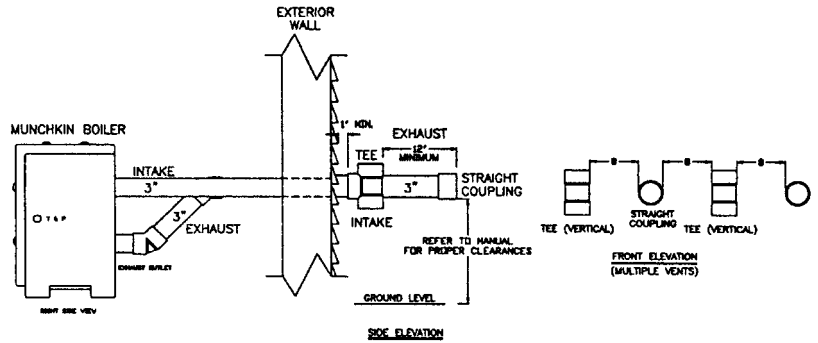 EXTERIOR
WALL
MUNCHKIN BOILER
INTAKE
3"
3"
EXHAUST
T & P
EXHAUST OUTLET
RIGHT SIDE VIEW
1" MIN.
EXHAUST
12"
MINIMUM
TEE
3"
STRAIGHT
COUPLING
INTAKE
REFER TO MANUAL
FOR PROPER CLEARANCES
GROUND LEVEL
SIDE ELEVATION
TEE (VERTICAL)
STRAIGHT
COUPLING
TEE (VERTICAL)
FRONT ELEVATION
(MULTIPLE VENTS)